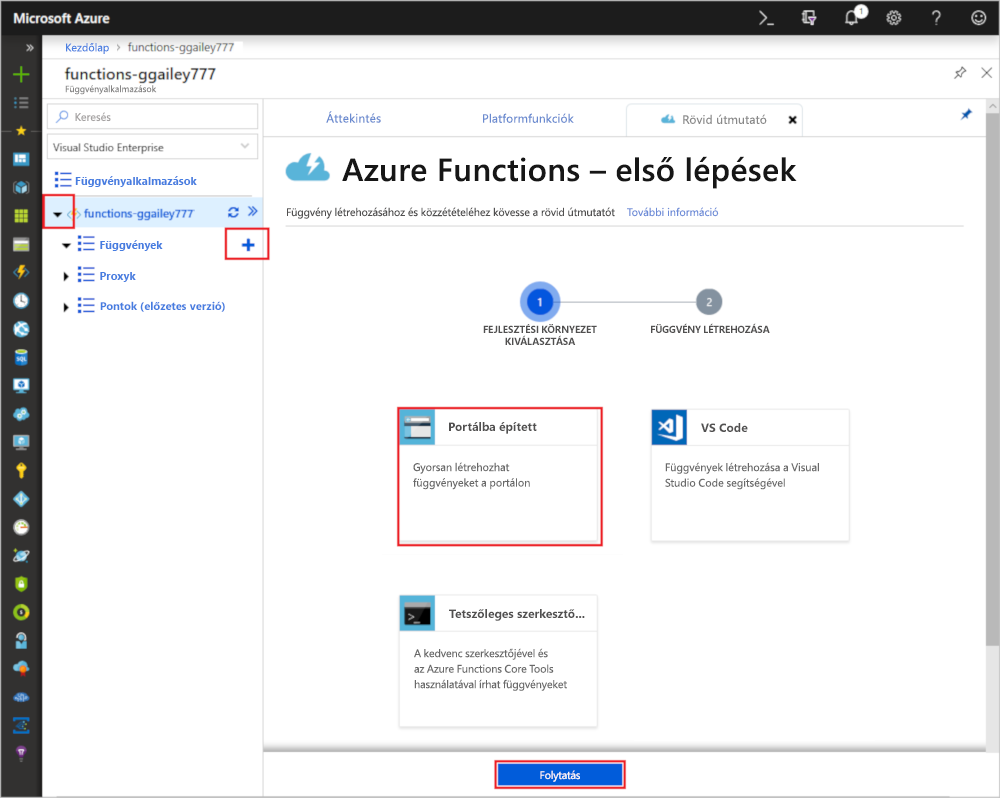 Microsoft Azure
1
Kezdőlap > functions-ggailey777
functions-ggailey777
Függvényalkalmazások
Keresés
Visual Studio Enterprise
Függvényalkalmazások
functions-ggailey777
Függvények
Proxyk
Pontok (előzetes verzió)
Áttekintés
Platformfunkciók
Rövid útmutató
Azure Functions – első lépések
Függvény létrehozásához és közzétételéhez kövesse a rövid útmutatót További információ
1
2
FEJLESZTÉSI KÖRNYEZET
KIVÁLASZTÁSA
FÜGGVÉNY LÉTREHOZÁSA
Portálba épített
Gyorsan létrehozhat
függvényeket a portálon
VS Code
Függvények létrehozása a Visual
Studio Code segítségével
Tetszőleges szerkesztő...
A kedvenc szerkesztőjével és
az Azure Functions Core Tools
használatával írhat függvényeket
Folytatás